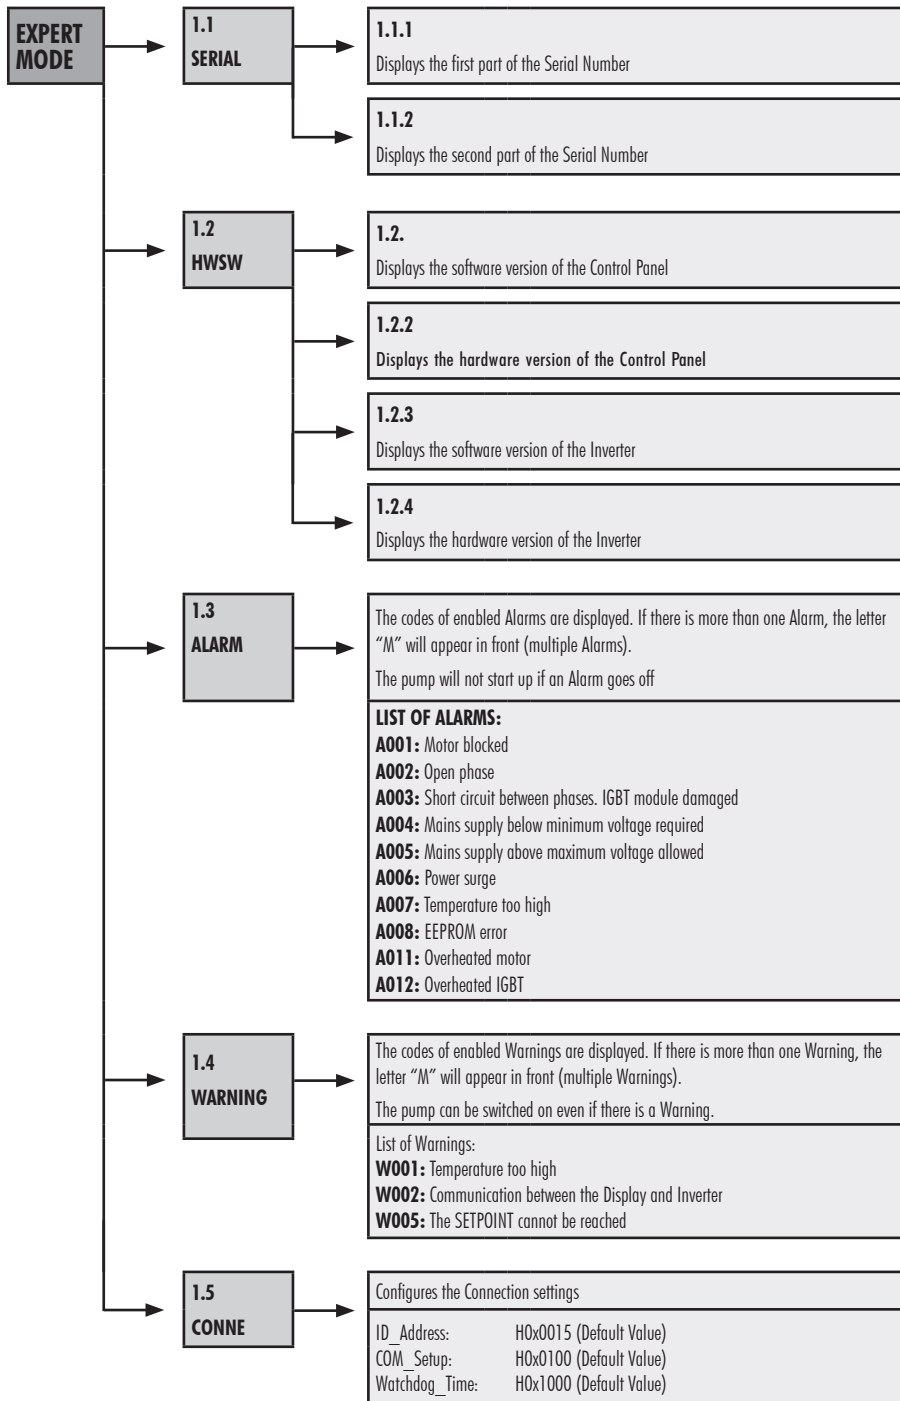 EXPERT
MODE
1.1
SERIAL
1.1.1
Displays the first part of the Serial Number
1.1.2
Displays the second part of the Serial Number
1.2
HWSW
1.2.
Displays the software version of the Control Panel
1.2.2
Displays the hardware version of the Control Panel
1.2.3
Displays the software version of the Inverter
1.2.4
Displays the hardware version of the Inverter
1.3
ALARM
The codes of enabled Alarms are displayed. If there is more than one Alarm, the letter
“M” will appear in front (multiple Alarms).
The pump will not start up if an Alarm goes off
LIST OF ALARMS:
A001: Motor blocked
A002: Open phase
A003: Short circuit between phases. IGBT module damaged
A004: Mains supply below minimum voltage required
A005: Mains supply above maximum voltage allowed
A006: Power surge
A007: Temperature too high
A008: EEPROM error
A011: Overheated motor
A012: Overheated IGBT
1.4
WARNING
The codes of enabled Warnings are displayed. If there is more than one Warning, the
letter “M” will appear in front (multiple Warnings).
The pump can be switched on even if there is a Warning.
List of Warnings:
W001: Temperature too high
W002: Communication between the Display and Inverter
W005: The SETPOINT cannot be reached
1.5
CONNE
Configures the Connection settings
ID_Address: H0x0015 (Default Value)
COM_Setup: H0x0100 (Default Value)
Watchdog_Time: H0x1000 (Default Value)